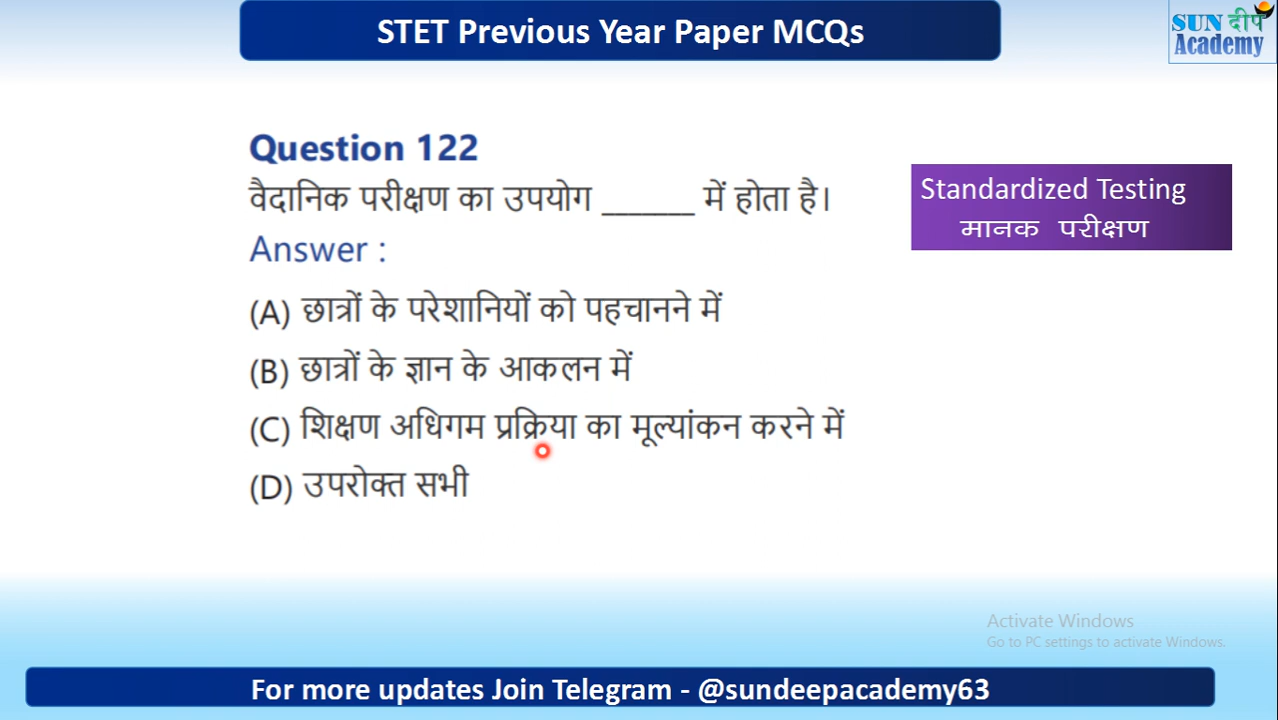 STET Previous Year Paper MCQs
SUN दीप
Academy
Question 122
वैदानिक परीक्षण का उपयोग _______ में होता है।
Standardized Testing
मानक परीक्षण
Answer :
(A) छात्रों के परेशानियों को पहचानने में
(B) छात्रों के ज्ञान के आकलन में
(C) शिक्षण अधिगम प्रक्रिया का मूल्यांकन करने में
(D) उपरोक्त सभी
Activate Windows
Go to PC settings to activate Windows.
For more updates Join Telegram - @sundeepacademy63